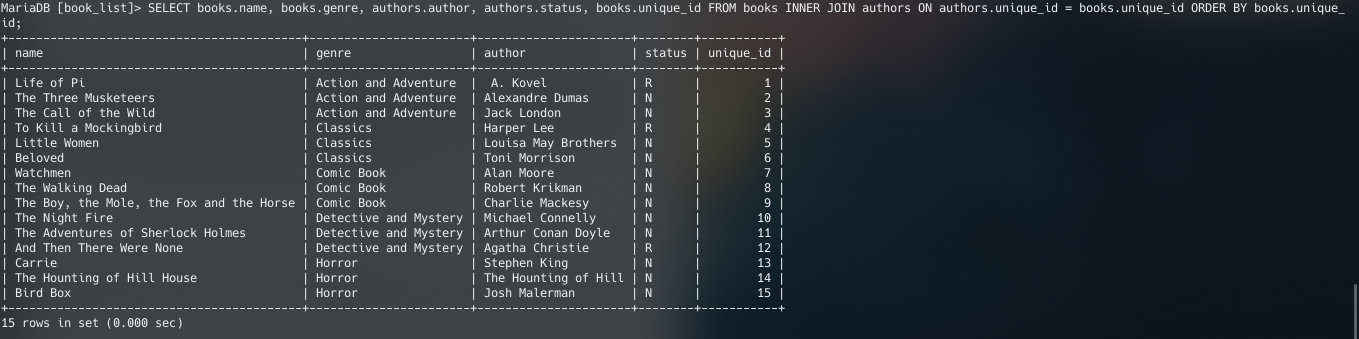 MariaDB [book_list]> SELECT books.name, books.genre, authors.author, authors.status, books.unique_id FROM books INNER JOIN authors ON authors.unique_id = books.unique_id ORDER BY books.unique_
id;
+-----------------------------------------+-----------------------+----------------------+--------+-----------+
| name                                    | genre                 | author               | status | unique_id |
+-----------------------------------------+-----------------------+----------------------+--------+-----------+
| Life of Pi                              | Action and Adventure  |  A. Kovel            | R      |         1 |
| The Three Musketeers                    | Action and Adventure  | Alexandre Dumas      | N      |         2 |
| The Call of the Wild                    | Action and Adventure  | Jack London          | N      |         3 |
| To Kill a Mockingbird                   | Classics              | Harper Lee           | R      |         4 |
| Little Women                            | Classics              | Louisa May Brothers  | N      |         5 |
| Beloved                                 | Classics              | Toni Morrison        | N      |         6 |
| Watchmen                                | Comic Book            | Alan Moore           | N      |         7 |
| The Walking Dead                        | Comic Book            | Robert Krikman       | N      |         8 |
| The Boy, the Mole, the Fox and the Horse | Comic Book            | Charlie Mackesy      | N      |         9 |
| The Night Fire                          | Detective and Mystery | Michael Connelly     | N      |        10 |
| The Adventures of Sherlock Holmes       | Detective and Mystery | Arthur Conan Doyle   | N      |        11 |
| And Then There Were None                | Detective and Mystery | Agatha Christie      | R      |        12 |
| Carrie                                  | Horror                | Stephen King         | N      |        13 |
| The Hounting of Hill House              | Horror                | The Hounting of Hill | N      |        14 |
| Bird Box                                | Horror                | Josh Malerman        | N      |        15 |
+-----------------------------------------+-----------------------+----------------------+--------+-----------+
15 rows in set (0.000 sec)